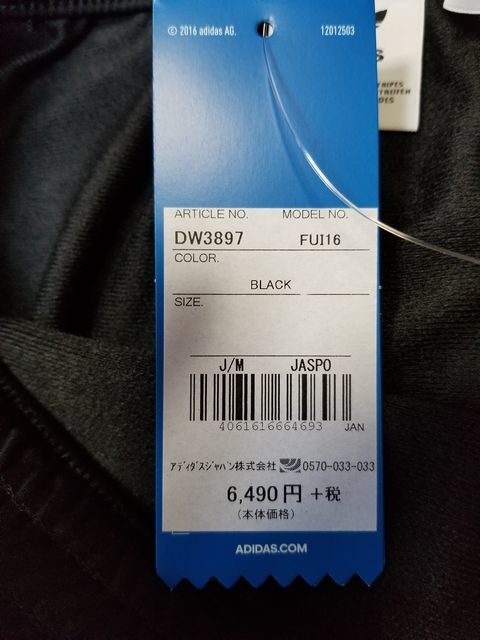 © 2016 adidas AG. 12012503
ARTICLE NO. MODEL NO.
DW3897 FUI16
COLOR.
BLACK
SIZE.
J/M JASPO
4061616664693 JAN
アディダスジャパン株式会社 0570-033-033
6,490円 +税
(本体価格)
ADIDAS.COM